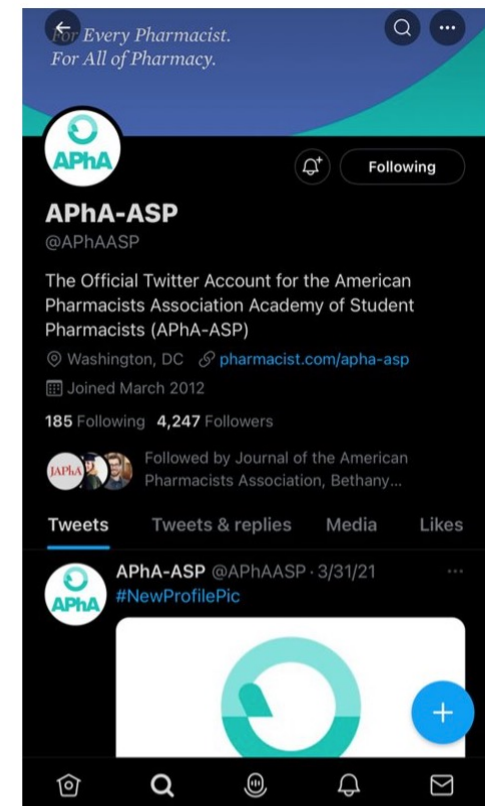 For Every Pharmacist.
For All of Pharmacy.
APhA
Following
APhA-ASP
@APhAASP
The Official Twitter Account for the American
Pharmacists Association Academy of Student
Pharmacists (APhA-ASP)
Washington, DC pharmacist.com/apha-asp
Joined March 2012
185 Following 4,247 Followers
JAPhA
Followed by Journal of the American
Pharmacists Association, Bethany...
Tweets Tweets & replies Media Likes
APhA-ASP @APhAASP · 3/31/21
#NewProfilePic
APhA